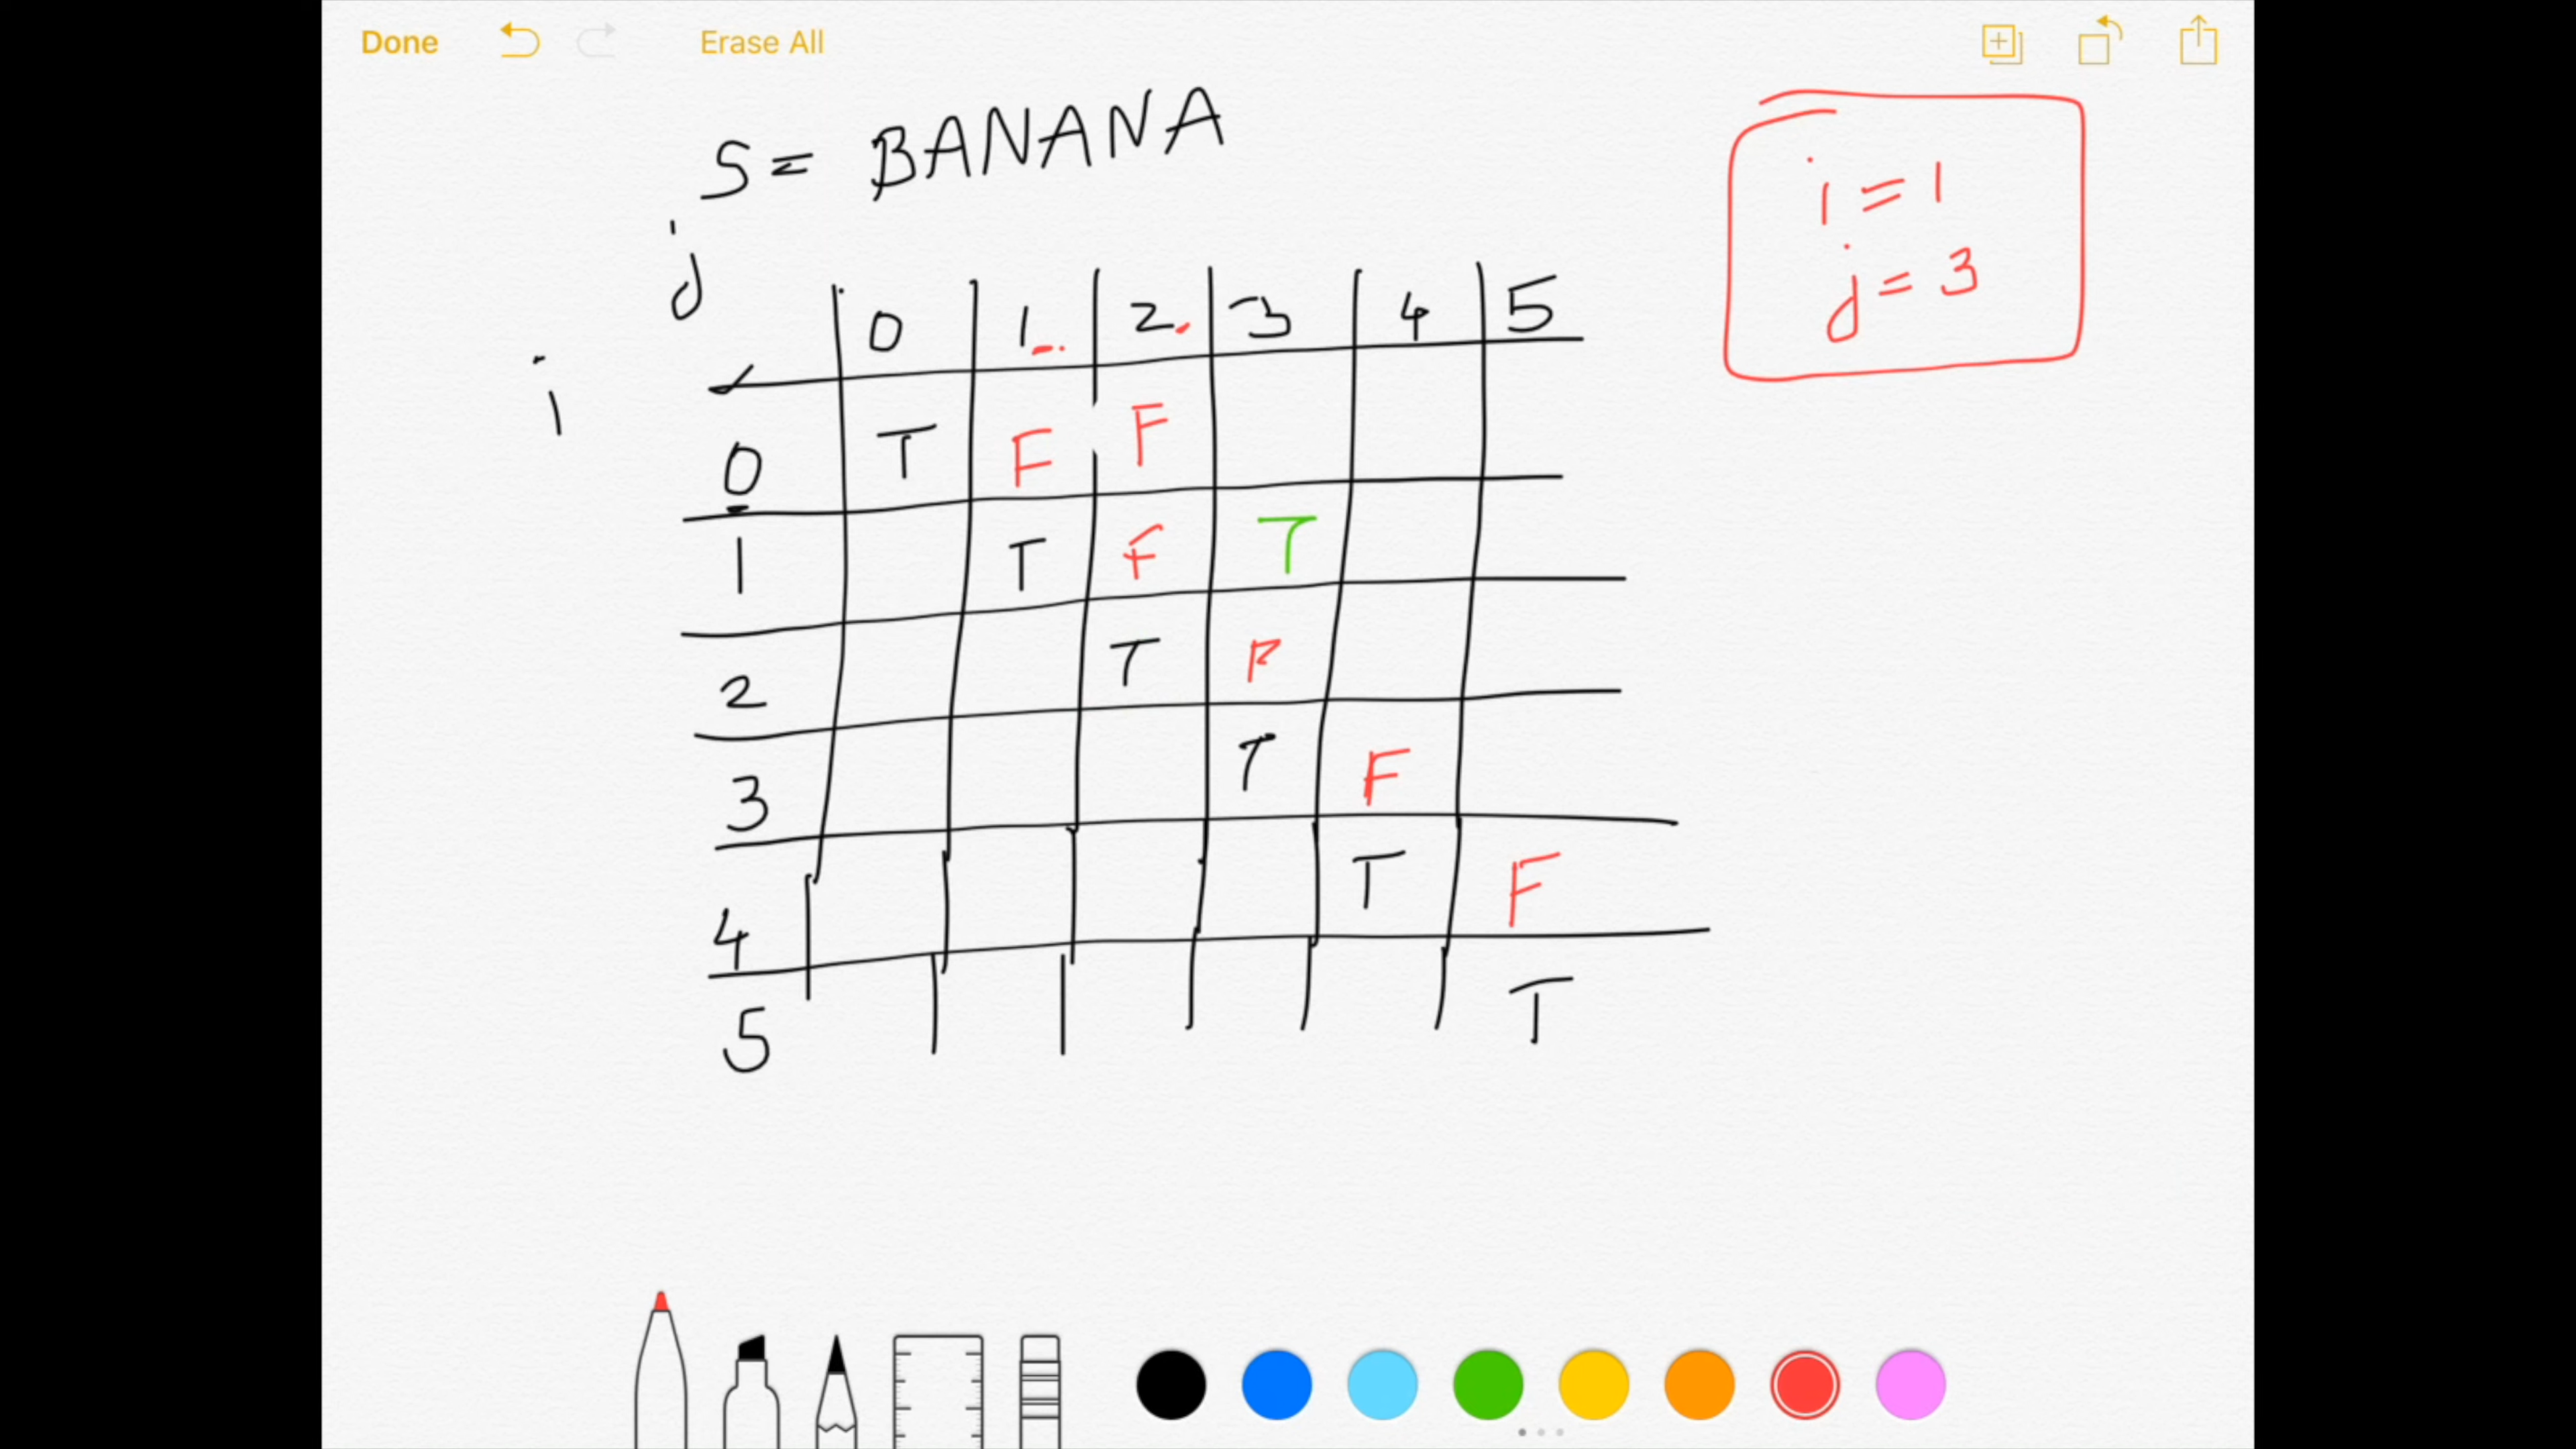 Done Erase All
S = BANANA
i = 1
j = 3
j
0 1 2 3 4 5
i
0 T F F
1 T F T
2 T F
3 T F
4 T F
5 T